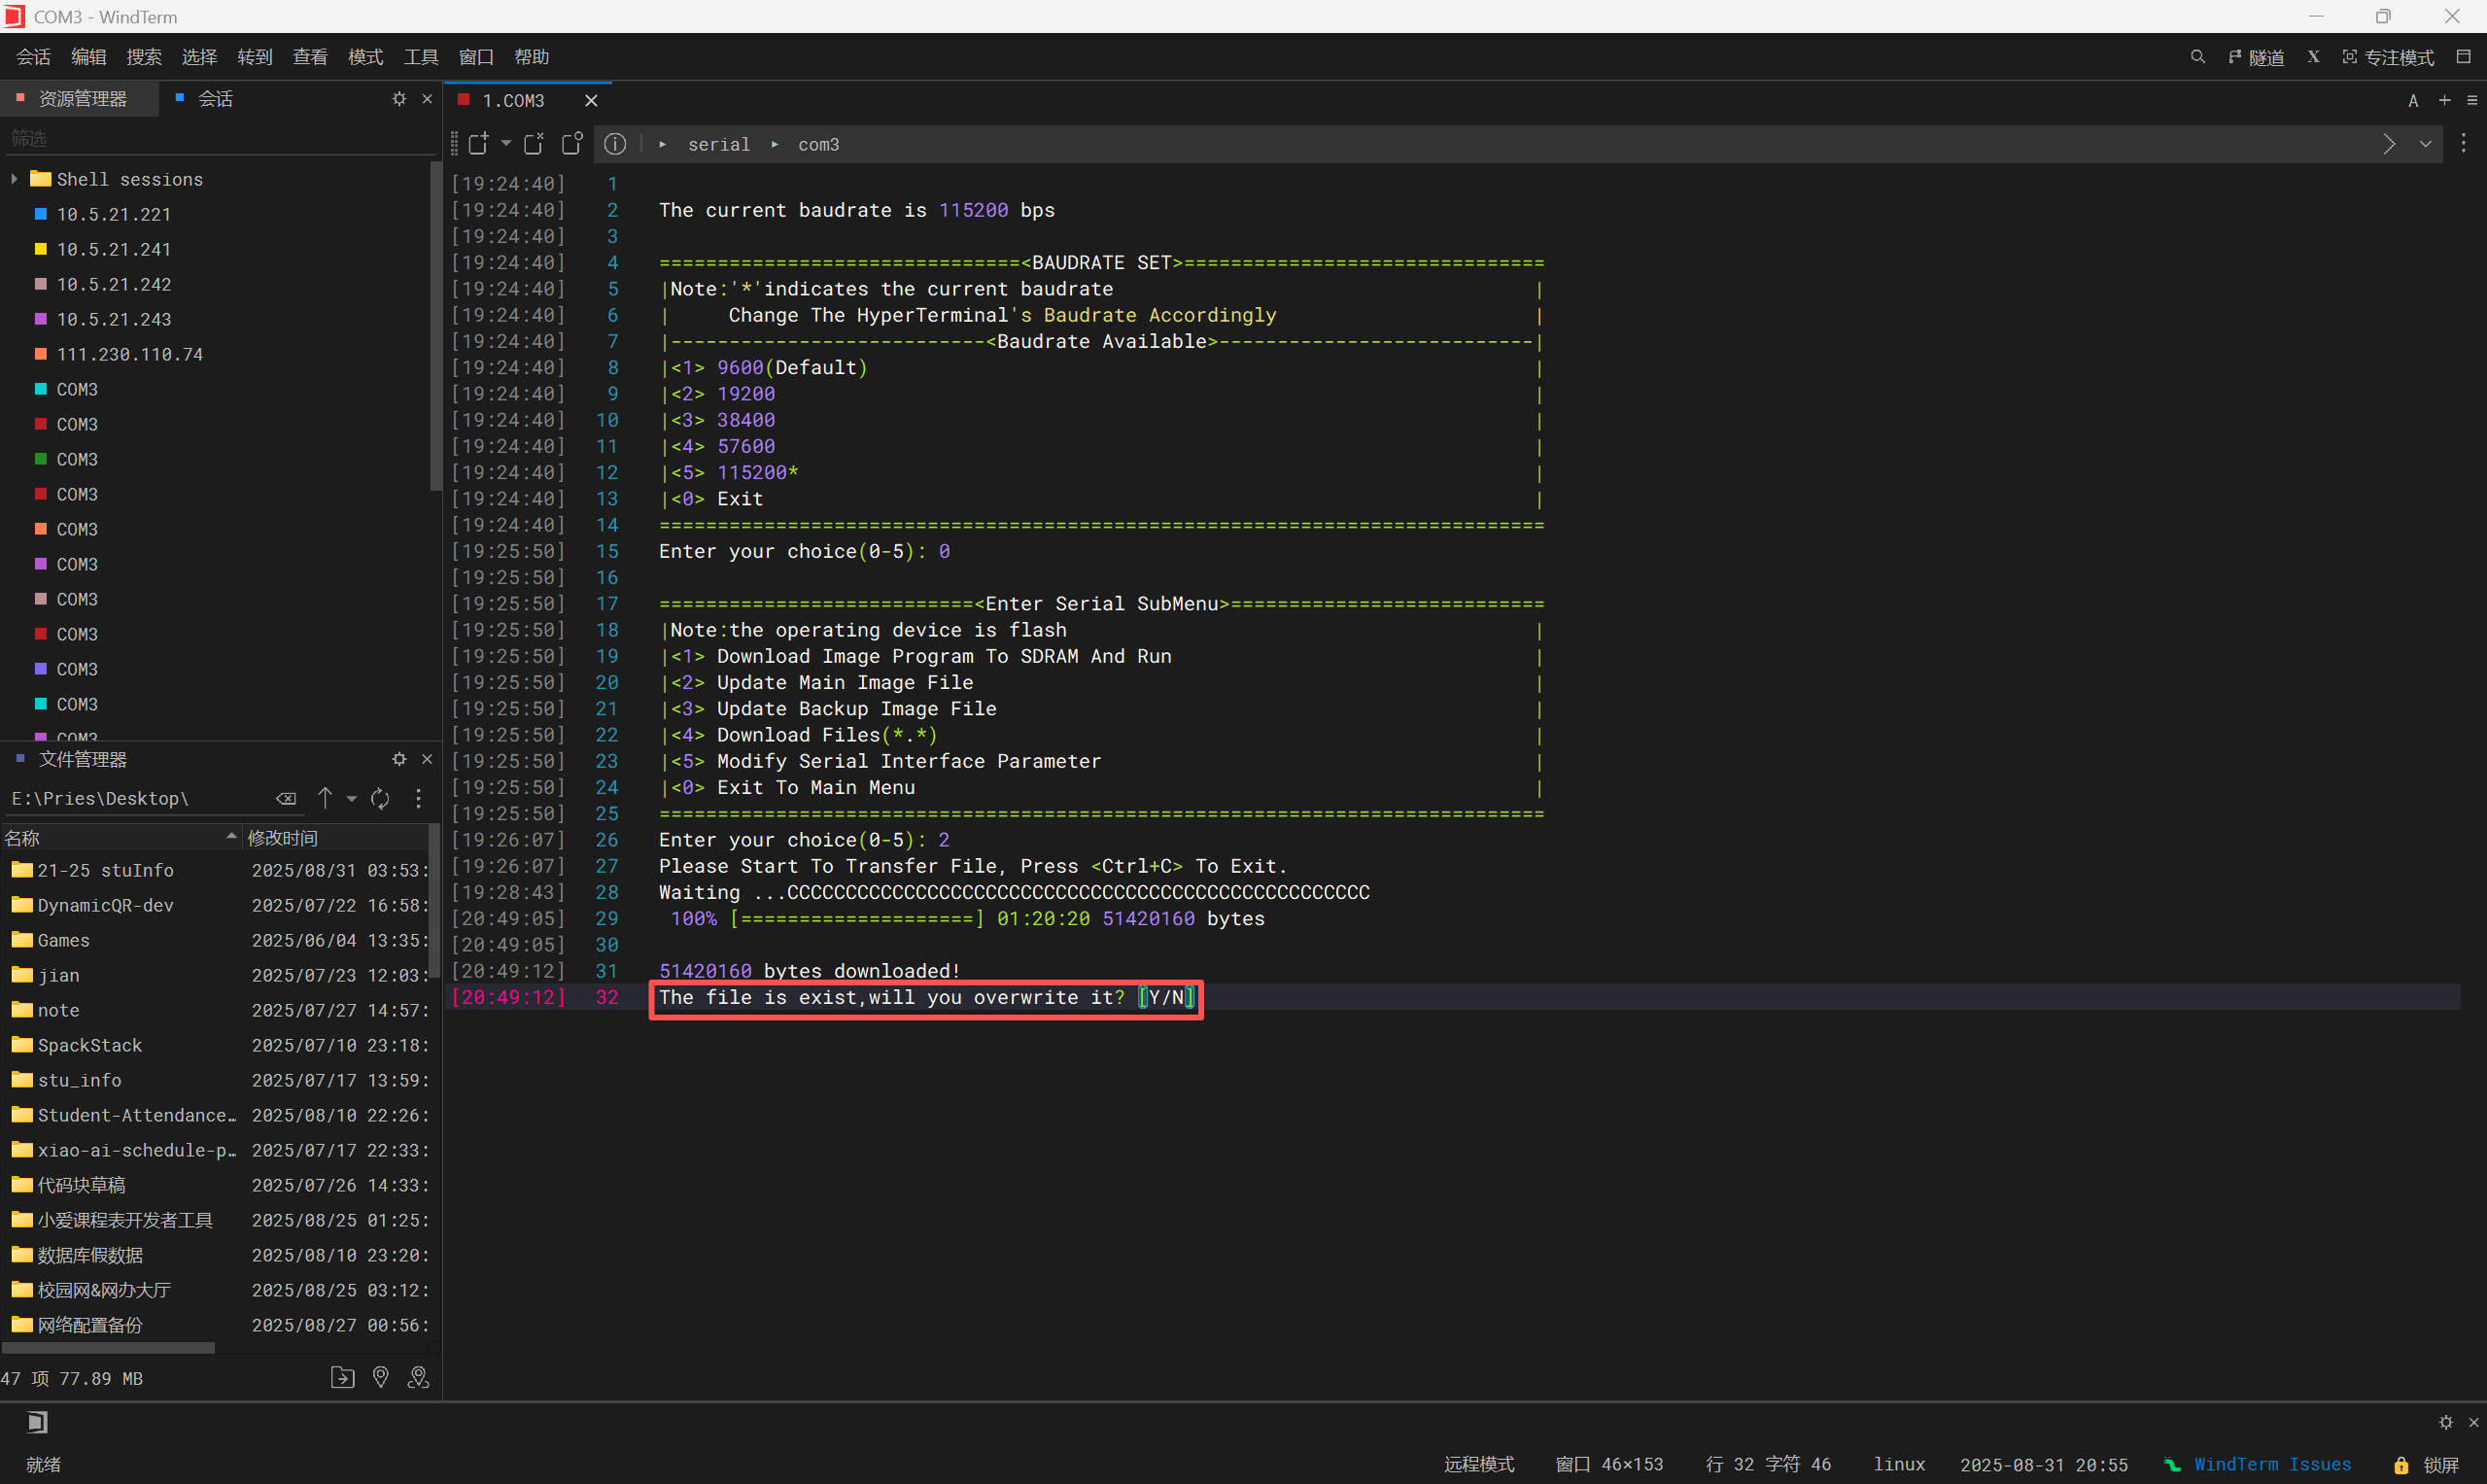 COM3 - WindTerm
会话 编辑 搜索 选择 转到 查看 模式 工具 窗口 帮助
隧道 X 专注模式
资源管理器 会话
1.COM3
A
筛选
serial com3
Shell sessions
10.5.21.221
10.5.21.241
10.5.21.242
10.5.21.243
111.230.110.74
COM3
COM3
COM3
COM3
COM3
COM3
COM3
COM3
COM3
COM3
COM3
文件管理器
E:\Pries\Desktop\
名称 修改时间
21-25 stuInfo 2025/08/31 03:53:
DynamicQR-dev 2025/07/22 16:58:
Games 2025/06/04 13:35:
jian 2025/07/23 12:03:
note 2025/07/27 14:57:
SpackStack 2025/07/10 23:18:
stu_info 2025/07/17 13:59:
Student-Attendance… 2025/08/10 22:26:
xiao-ai-schedule-p… 2025/07/17 22:33:
代码块草稿 2025/07/26 14:33:
小爱课程表开发者工具 2025/08/25 01:25:
数据库假数据 2025/08/10 23:20:
校园网&网办大厅 2025/08/25 03:12:
网络配置备份 2025/08/27 00:56:
47 项 77.89 MB
[19:24:40] 1
[19:24:40] 2 The current baudrate is 115200 bps
[19:24:40] 3
[19:24:40] 4 ===============================<BAUDRATE SET>===============================
[19:24:40] 5 |Note:'*'indicates the current baudrate |
[19:24:40] 6 | Change The HyperTerminal's Baudrate Accordingly |
[19:24:40] 7 |---------------------------<Baudrate Available>---------------------------|
[19:24:40] 8 |<1> 9600(Default) |
[19:24:40] 9 |<2> 19200 |
[19:24:40] 10 |<3> 38400 |
[19:24:40] 11 |<4> 57600 |
[19:24:40] 12 |<5> 115200* |
[19:24:40] 13 |<0> Exit |
[19:24:40] 14 ============================================================================
[19:25:50] 15 Enter your choice(0-5): 0
[19:25:50] 16
[19:25:50] 17 ===========================<Enter Serial SubMenu>===========================
[19:25:50] 18 |Note:the operating device is flash |
[19:25:50] 19 |<1> Download Image Program To SDRAM And Run |
[19:25:50] 20 |<2> Update Main Image File |
[19:25:50] 21 |<3> Update Backup Image File |
[19:25:50] 22 |<4> Download Files(*.*) |
[19:25:50] 23 |<5> Modify Serial Interface Parameter |
[19:25:50] 24 |<0> Exit To Main Menu |
[19:25:50] 25 ============================================================================
[19:26:07] 26 Enter your choice(0-5): 2
[19:26:07] 27 Please Start To Transfer File, Press <Ctrl+C> To Exit.
[19:28:43] 28 Waiting ...CCCCCCCCCCCCCCCCCCCCCCCCCCCCCCCCCCCCCCCCCCCCCCCCCC
[20:49:05] 29 100% [====================] 01:20:20 51420160 bytes
[20:49:05] 30
[20:49:12] 31 51420160 bytes downloaded!
[20:49:12] 32 The file is exist,will you overwrite it? [Y/N]
就绪
远程模式 窗口 46×153 行 32 字符 46 linux 2025-08-31 20:55 WindTerm Issues 锁屏